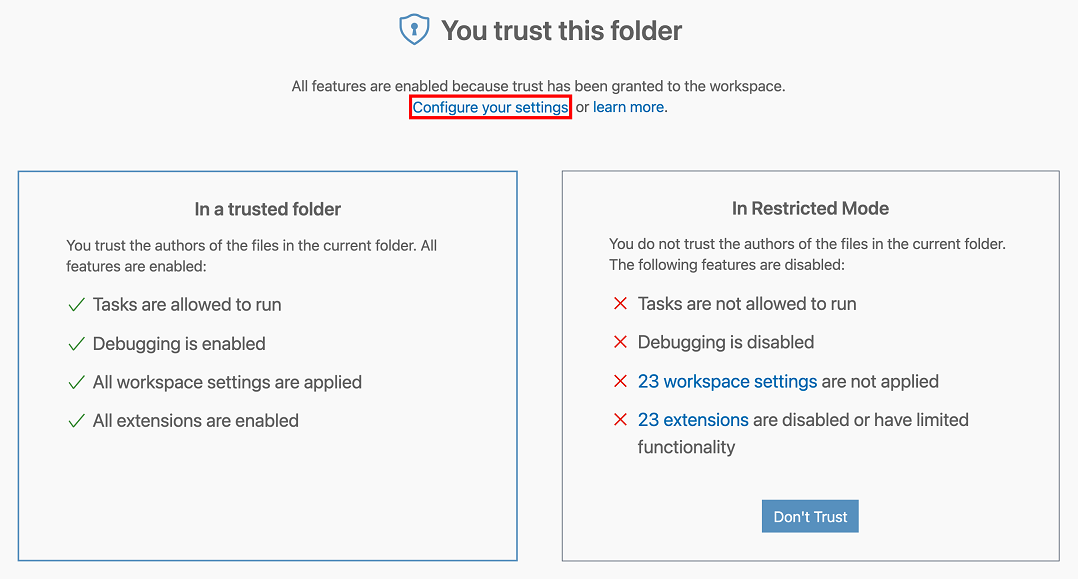 You trust this folder
All features are enabled because trust has been granted to the workspace.
Configure your settings or learn more.
In a trusted folder
You trust the authors of the files in the current folder. All
features are enabled:
Tasks are allowed to run
Debugging is enabled
All workspace settings are applied
All extensions are enabled
In Restricted Mode
You do not trust the authors of the files in the current folder.
The following features are disabled:
Tasks are not allowed to run
Debugging is disabled
23 workspace settings are not applied
23 extensions are disabled or have limited
functionality
Don't Trust